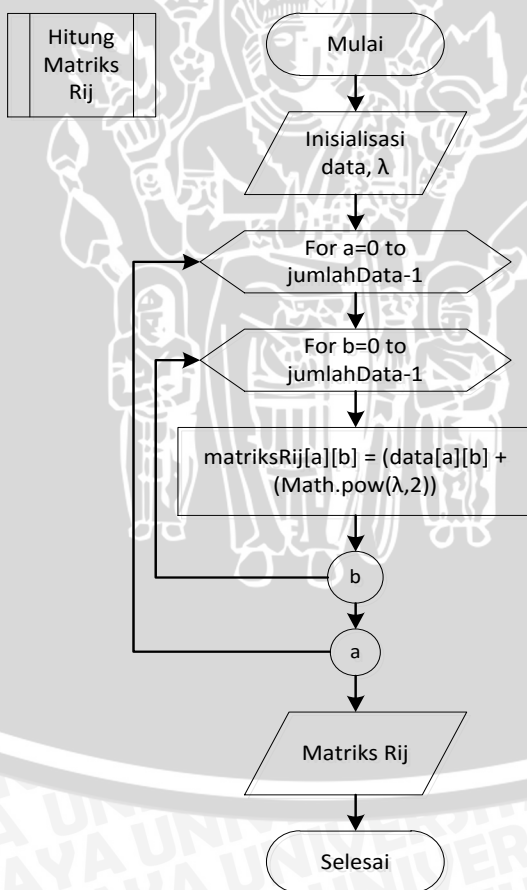 Hitung
Matriks
Rij
Mulai
Inisialisasi
data, λ
For a=0 to
jumlahData-1
For b=0 to
jumlahData-1
matriksRij[a][b] = (data[a][b] +
(Math.pow(λ,2))
b
a
Matriks Rij
Selesai